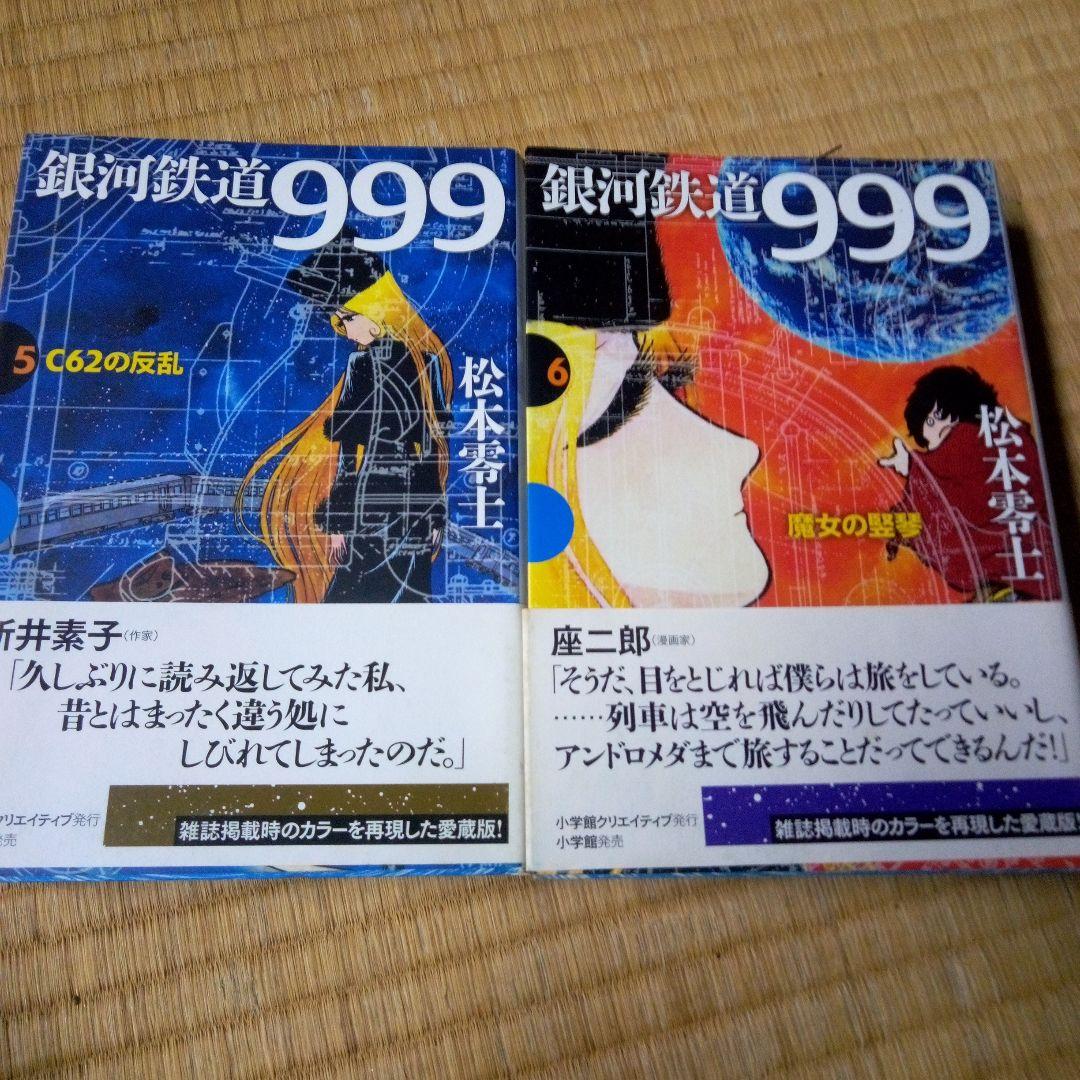 銀河鉄道999
5 C62の反乱
松本零士
新井素子(作家)
「久しぶりに読み返してみた私、
昔とはまったく違う処に
しびれてしまったのだ。」
クリエイティブ発行
発売
雑誌掲載時のカラーを再現した愛蔵版!
銀河鉄道999
6
魔女の竪琴
松本零士
座二郎(漫画家)
「そうだ、目をとじれば僕らは旅をしている。
……列車は空を飛んだりしてたっていいし、
アンドロメダまで旅することだってできるんだ!」
小学館クリエイティブ発行
小学館発売
雑誌掲載時のカラーを再現した愛蔵版!